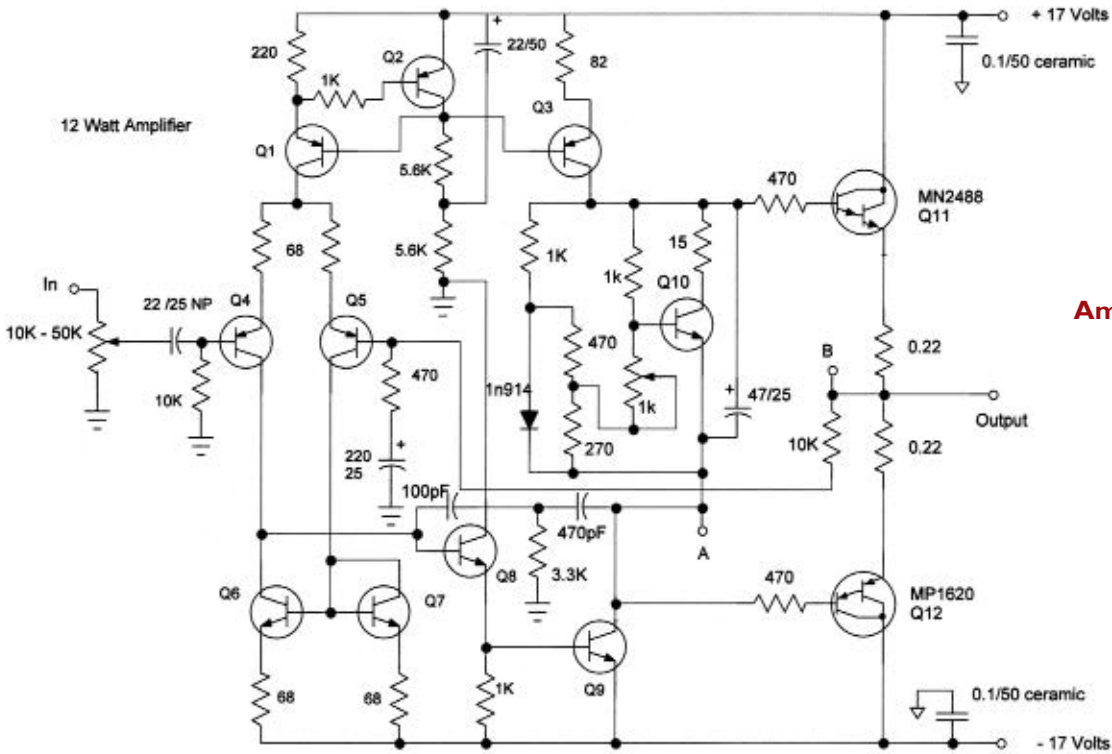 + 17 Volts
220
Q2
22/50
82
0.1/50 ceramic
1K
Q3
12 Watt Amplifier
Q1
5.6K
470
MN2488
Q11
68
5.6K
1K
1k
15
Q10
In
22 /25 NP
Q4
Q5
Am
10K - 50K
470
470
0.22
B
1n914
1k
47/25
10K
270
Output
10K
0.22
220
25
100pF
470pF
A
Q8
3.3K
Q6
Q7
470
MP1620
Q12
68
68
1K
Q9
0.1/50 ceramic
- 17 Volts